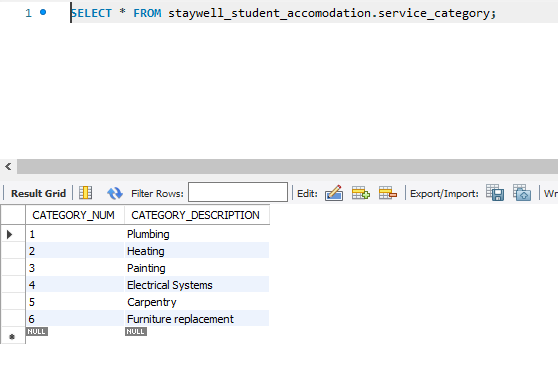 1 SELECT * FROM staywell_student_accomodation.service_category;
Result Grid Filter Rows: Edit: Export/Import: Wr
CATEGORY_NUM CATEGORY_DESCRIPTION
1 Plumbing
2 Heating
3 Painting
4 Electrical Systems
5 Carpentry
6 Furniture replacement
NULL NULL